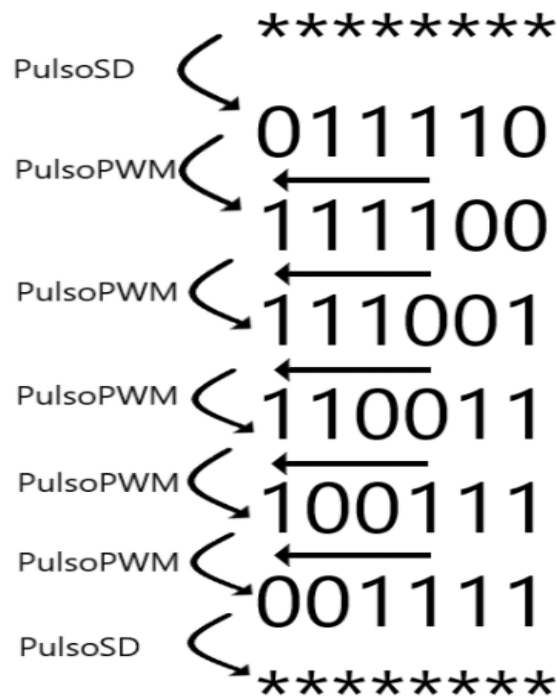 ********
PulsoSD
011110
PulsoPWM
111100
PulsoPWM
111001
PulsoPWM
110011
PulsoPWM
100111
PulsoPWM
001111
PulsoSD
********